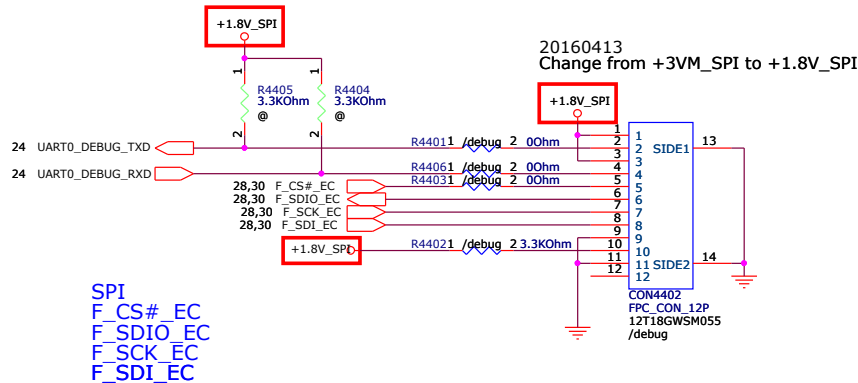 +1.8V_SPI
20160413
Change from +3VM_SPI to +1.8V_SPI
1
1
R4405
3.3KOhm
@
R4404
3.3KOhm
@
2
2
+1.8V_SPI
24 UART0_DEBUG_TXD
R4401 1 /debug 2 0Ohm
24 UART0_DEBUG_RXD
R4406 1 /debug 2 0Ohm
R4403 1 /debug 2 0Ohm
28,30 F_CS#_EC
28,30 F_SDIO_EC
28,30 F_SCK_EC
28,30 F_SDI_EC
+1.8V_SPI
R4402 1 /debug 2 3.3KOhm
1 1
2 2 SIDE1 13
3 3
4 4
5 5
6 6
7 7
8 8
9 9
10 10
11 11 SIDE2 14
12 12
CON4402
FPC_CON_12P
12T18GWSM055
/debug
SPI
F_CS#_EC
F_SDIO_EC
F_SCK_EC
F_SDI_EC